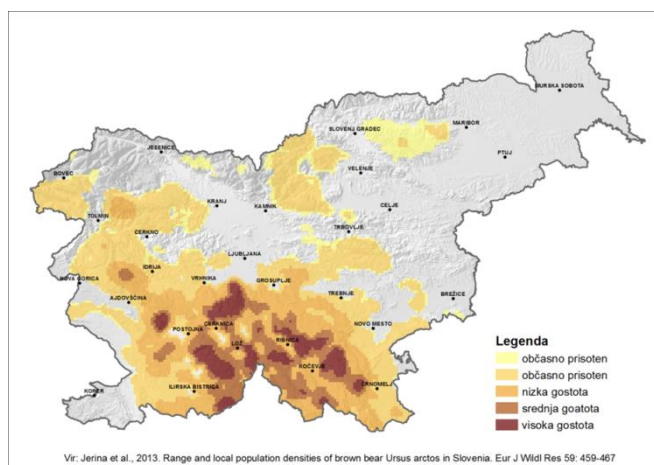 MURSKA SOBOTA
MARIBOR
SLOVENJ GRADEC
PTUJ
JESENICE
BOVEC
VELENJE
KRANJ
KAMNIK
CELJE
TOLMIN
CERKNO
TRBOVLJE
LJUBLJANA
IDRIJA
NOVA GORICA
VRHNIKA
GROSUPLJE
AJDOVŠČINA
TREBNJE
BREŽICE
POSTOJNA
CERKNICA
NOVO MESTO
LOŽ
RIBNICA
KOČEVJE
ILIRSKA BISTRICA
ČRNOMELJ
KOPER
Legenda
občasno prisoten
občasno prisoten
nizka gostota
srednja goatota
visoka gostota
Vir: Jerina et al., 2013. Range and local population densities of brown bear Ursus arctos in Slovenia. Eur J Wildl Res 59: 459-467